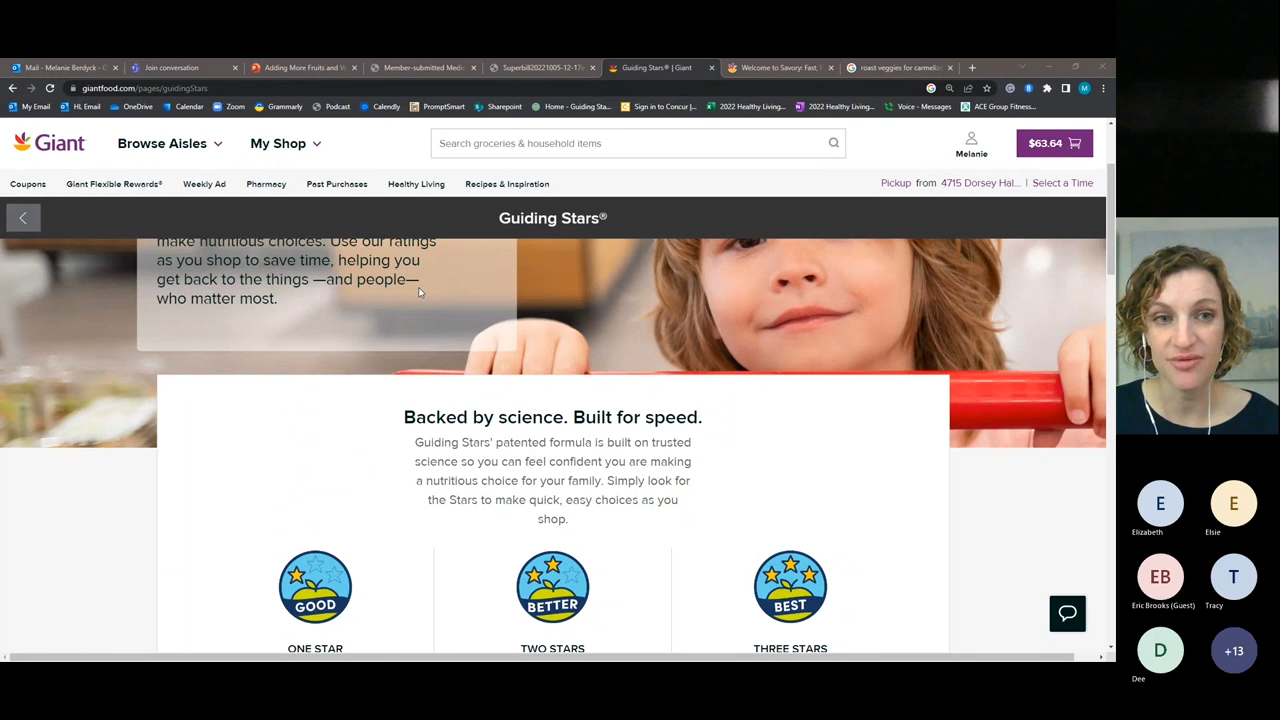 Mail - Melanie Berdyck - O
Join conversation
Adding More Fruits and V
Member-submitted Medi
Superbill20221005-12-17
Guiding Stars® | Giant
Welcome to Savory: Fast,
roast veggies for carmeli
giantfood.com/pages/guidingStars
My Email
HL Email
OneDrive
Calendar
Zoom
Grammarly
Podcast
Calendly
PromptSmart
Sharepoint
Home - Guiding Sta...
Sign in to Concur |...
2022 Healthy Living...
2022 Healthy Living...
Voice - Messages
ACE Group Fitness...
Giant
Browse Aisles
My Shop
Search groceries & household items
Melanie
$63.64
Coupons
Giant Flexible Rewards®
Weekly Ad
Pharmacy
Past Purchases
Healthy Living
Recipes & Inspiration
Pickup from 4715 Dorsey Hal... | Select a Time
Guiding Stars®
make nutritious choices. Use our ratings
as you shop to save time, helping you
get back to the things —and people—
who matter most.
Backed by science. Built for speed.
Guiding Stars' patented formula is built on trusted
science so you can feel confident you are making
a nutritious choice for your family. Simply look for
the Stars to make quick, easy choices as you
shop.
GOOD
BETTER
BEST
ONE STAR
TWO STARS
THREE STARS
E
Elizabeth
E
Elsie
EB
Eric Brooks (Guest)
T
Tracy
D
Dee
+13